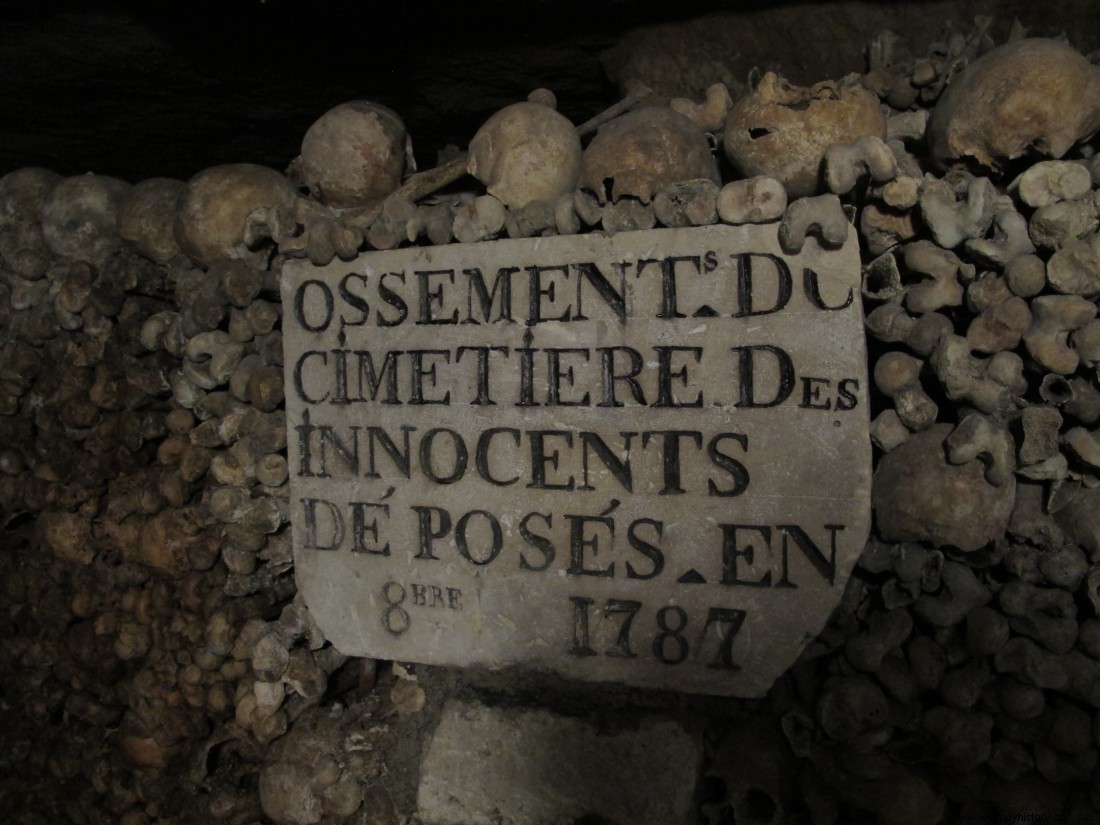 OSSEMENTS. DU
CIMETIERE. DES
INNOCENTS
DÉPOSÉS. EN
8BRE 1787